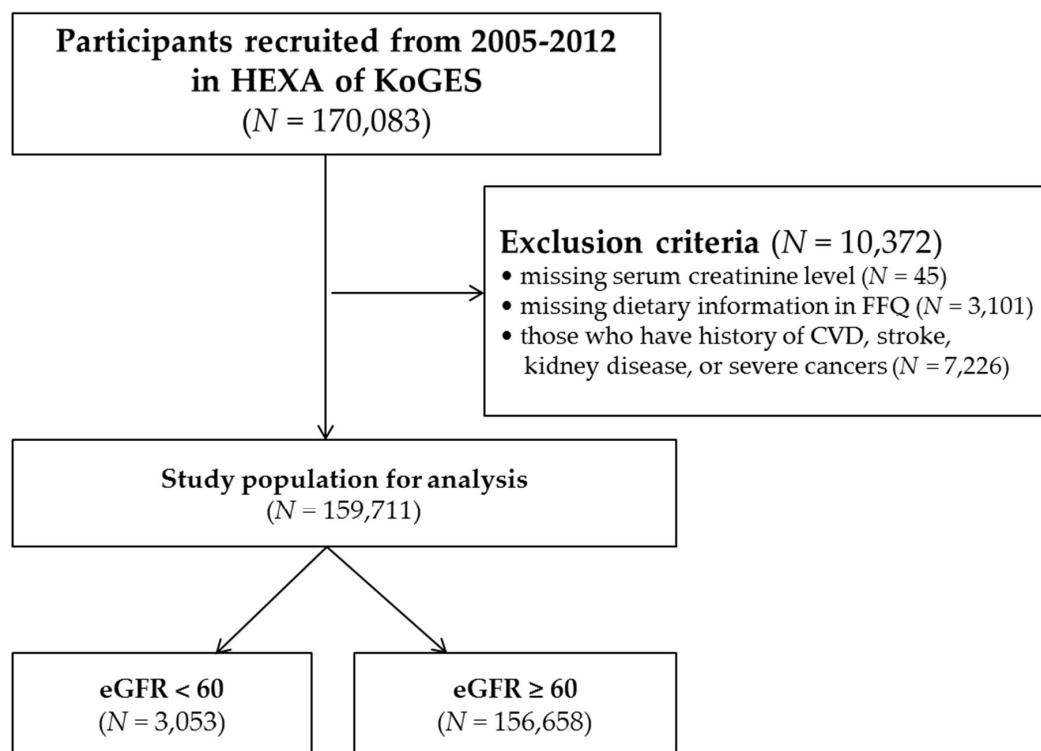 Participants recruited from 2005-2012
in HEXA of KoGES
(N = 170,083)
Exclusion criteria (N = 10,372)
• missing serum creatinine level (N = 45)
• missing dietary information in FFQ (N = 3,101)
• those who have history of CVD, stroke,
kidney disease, or severe cancers (N = 7,226)
Study population for analysis
(N = 159,711)
eGFR < 60
(N = 3,053)
eGFR ≥ 60
(N = 156,658)